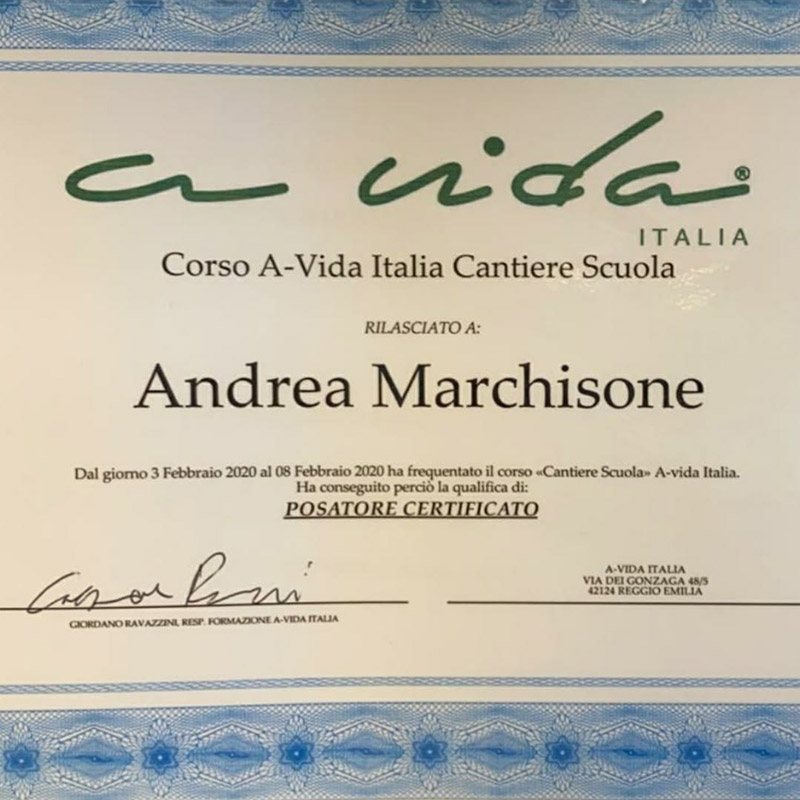 a vida®
ITALIA
Corso A-Vida Italia Cantiere Scuola
RILASCIATO A:
Andrea Marchisone
Dal giorno 3 Febbraio 2020 al 08 Febbraio 2020 ha frequentato il corso «Cantiere Scuola» A-vida Italia.
Ha conseguito perciò la qualifica di:
POSATORE CERTIFICATO
GIORDANO RAVAZZINI, RESP. FORMAZIONE A-VIDA ITALIA
A-VIDA ITALIA
VIA DEI GONZAGA 48/5
42124 REGGIO EMILIA